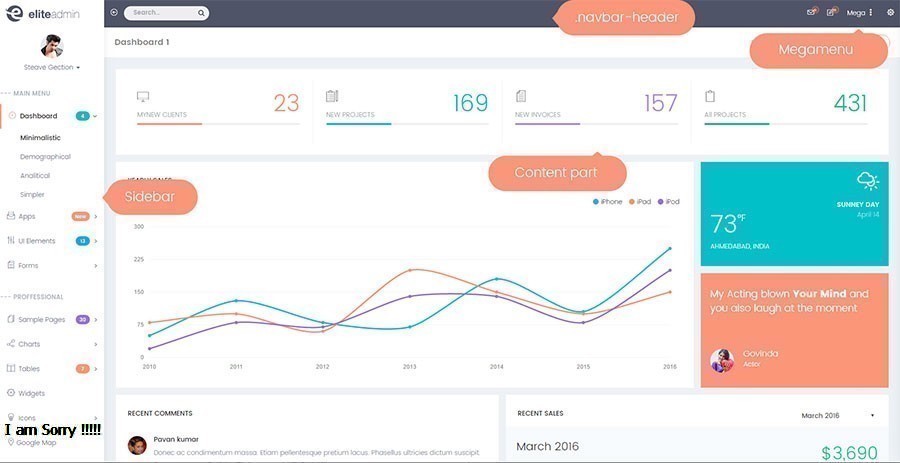 eliteadmin
Search...
.navbar-header
Mega
Megamenu
Steave Gection
Dashboard 1
--- MAIN MENU
Dashboard 4
Minimalistic
Demographical
Analitical
Simpler
Apps New
UI Elements 13
Forms
--- PROFFESSIONAL
Sample Pages 30
Charts
Tables 7
Widgets
Icons
I am Sorry !!!!!
Google Map
Sidebar
23
MYNEW CLIENTS
169
NEW PROJECTS
157
NEW INVOICES
431
All PROJECTS
Content part
YEARLY SALES
iPhone iPad iPod
300
225
150
75
0
2010 2011 2012 2013 2014 2015 2016
SUNNEY DAY
April 14
73°F
AHMEDABAD, INDIA
My Acting blown Your Mind and
you also laugh at the moment
Govinda
Actor
RECENT COMMENTS
Pavan kumar
Donec ac condimentum massa. Etiam pellentesque pretium lacus. Phasellus ultricies dictum suscipit.
RECENT SALES
March 2016
March 2016
$3,690